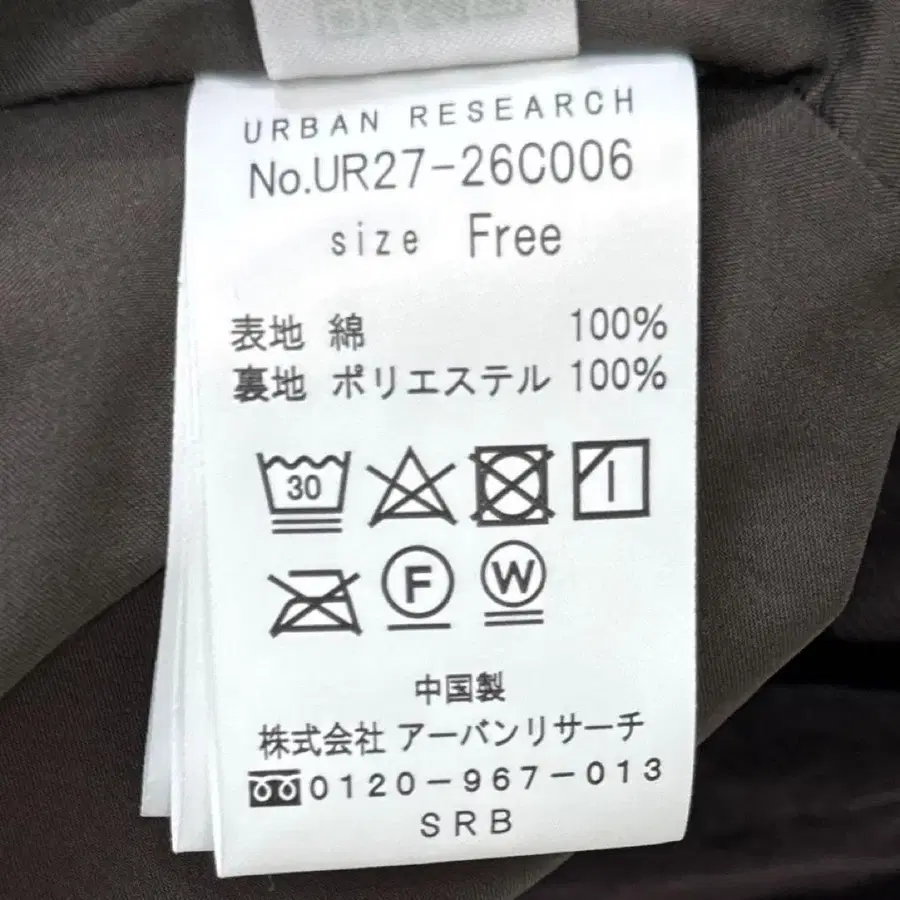 URBAN RESEARCH
No.UR27-26C006
size Free
表地 綿 100%
裏地 ポリエステル 100%
30
F
W
中国製
株式会社 アーバンリサーチ
0120-967-013
SRB